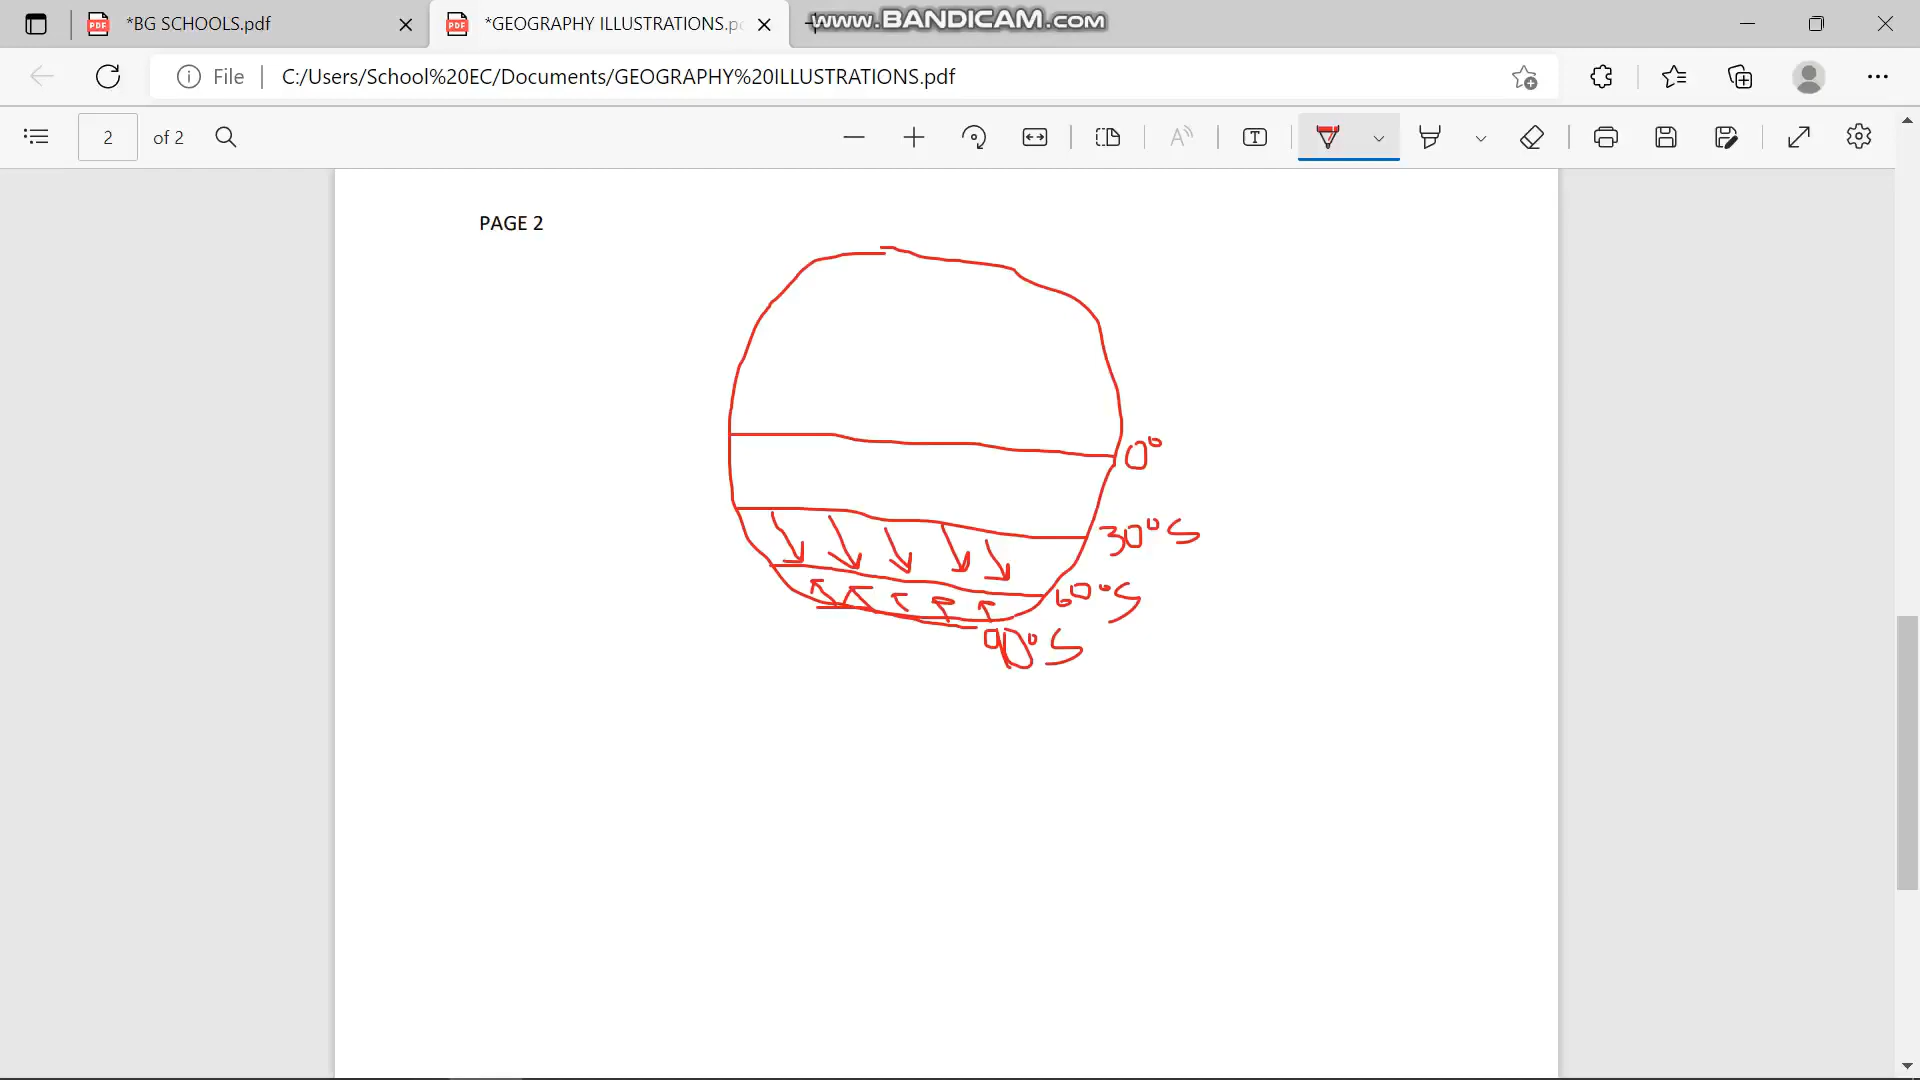 *BG SCHOOLS.pdf
*GEOGRAPHY ILLUSTRATIONS.p
www.BANDICAM.COM
File
C:/Users/School%20EC/Documents/GEOGRAPHY%20ILLUSTRATIONS.pdf
2 of 2
PAGE 2
0°
30°S
60°S
90°S